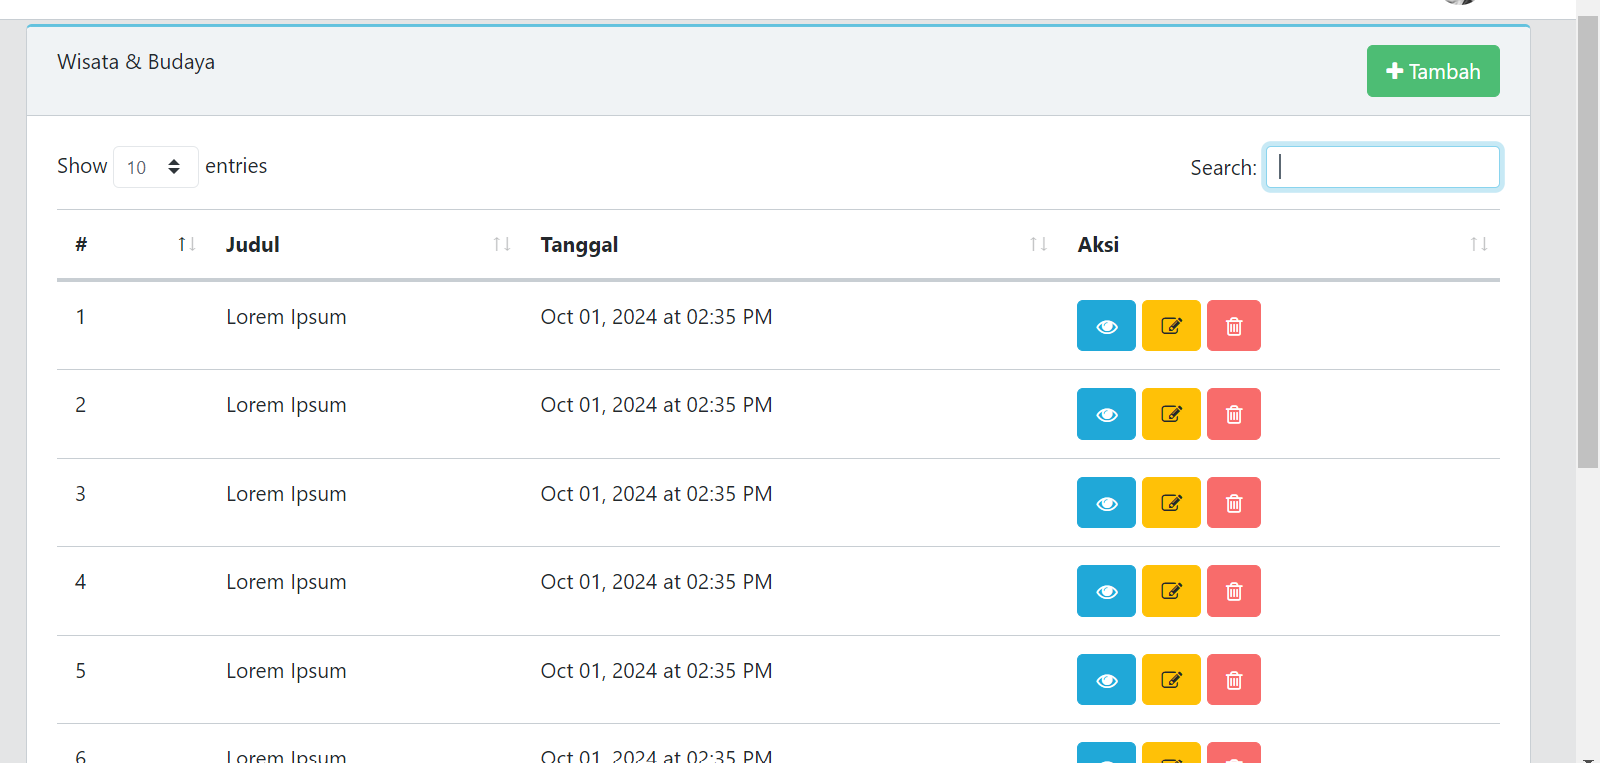 Wisata & Budaya
Tambah
Show 10 entries
Search:
# Judul Tanggal Aksi
1 Lorem Ipsum Oct 01, 2024 at 02:35 PM
2 Lorem Ipsum Oct 01, 2024 at 02:35 PM
3 Lorem Ipsum Oct 01, 2024 at 02:35 PM
4 Lorem Ipsum Oct 01, 2024 at 02:35 PM
5 Lorem Ipsum Oct 01, 2024 at 02:35 PM
6 Lorem Ipsum Oct 01, 2024 at 02:35 PM